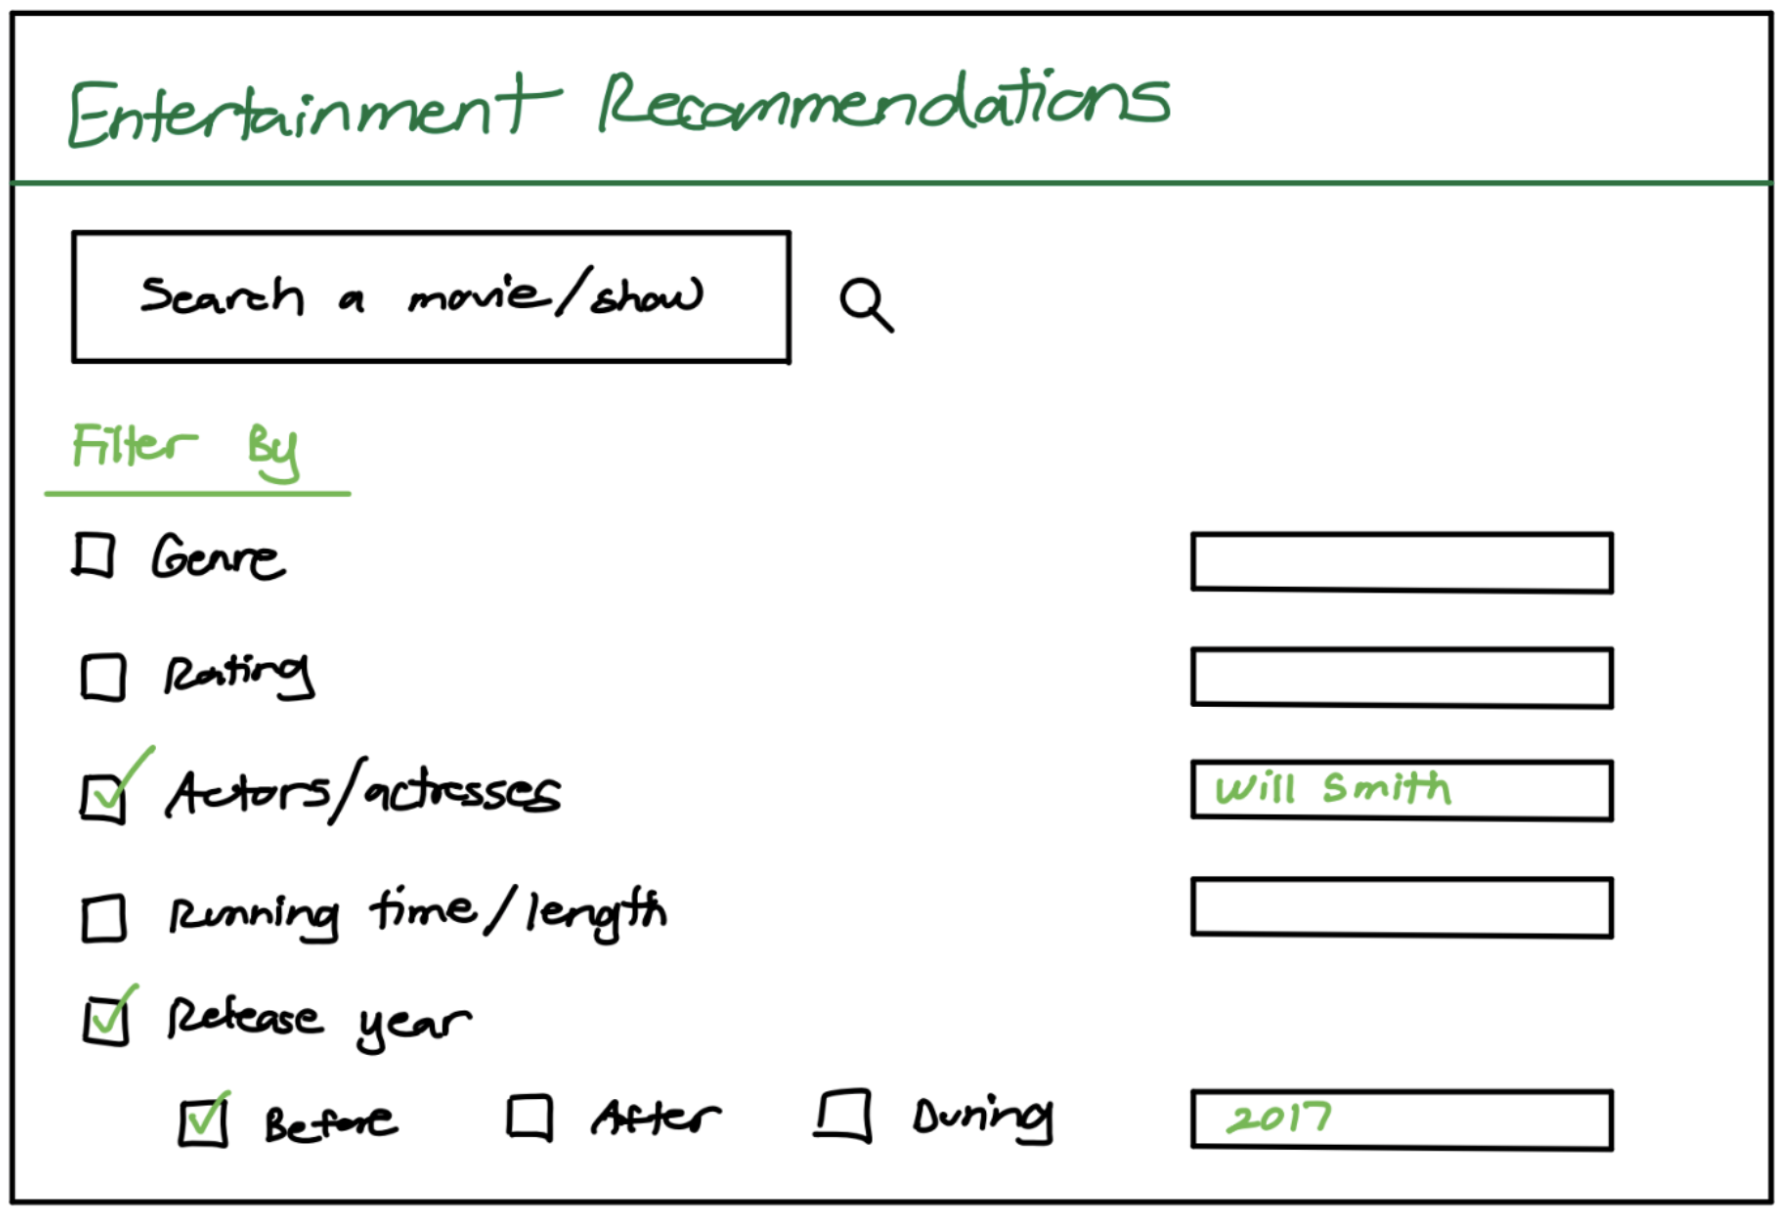 Entertainment Recommendations
Search a movie/show
Filter By
Genre
Rating
Actors/actresses Will Smith
Running time/length
Release year
Before After During 2017